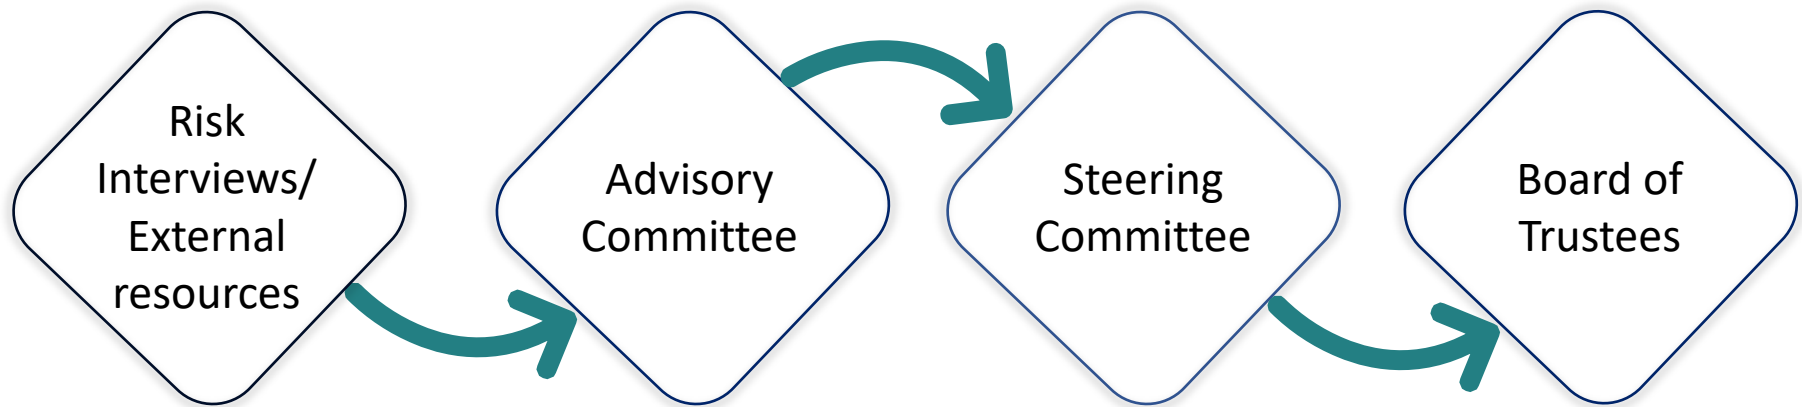 Risk
Interviews/
External
resources
Advisory
Committee
Steering
Committee
Board of
Trustees